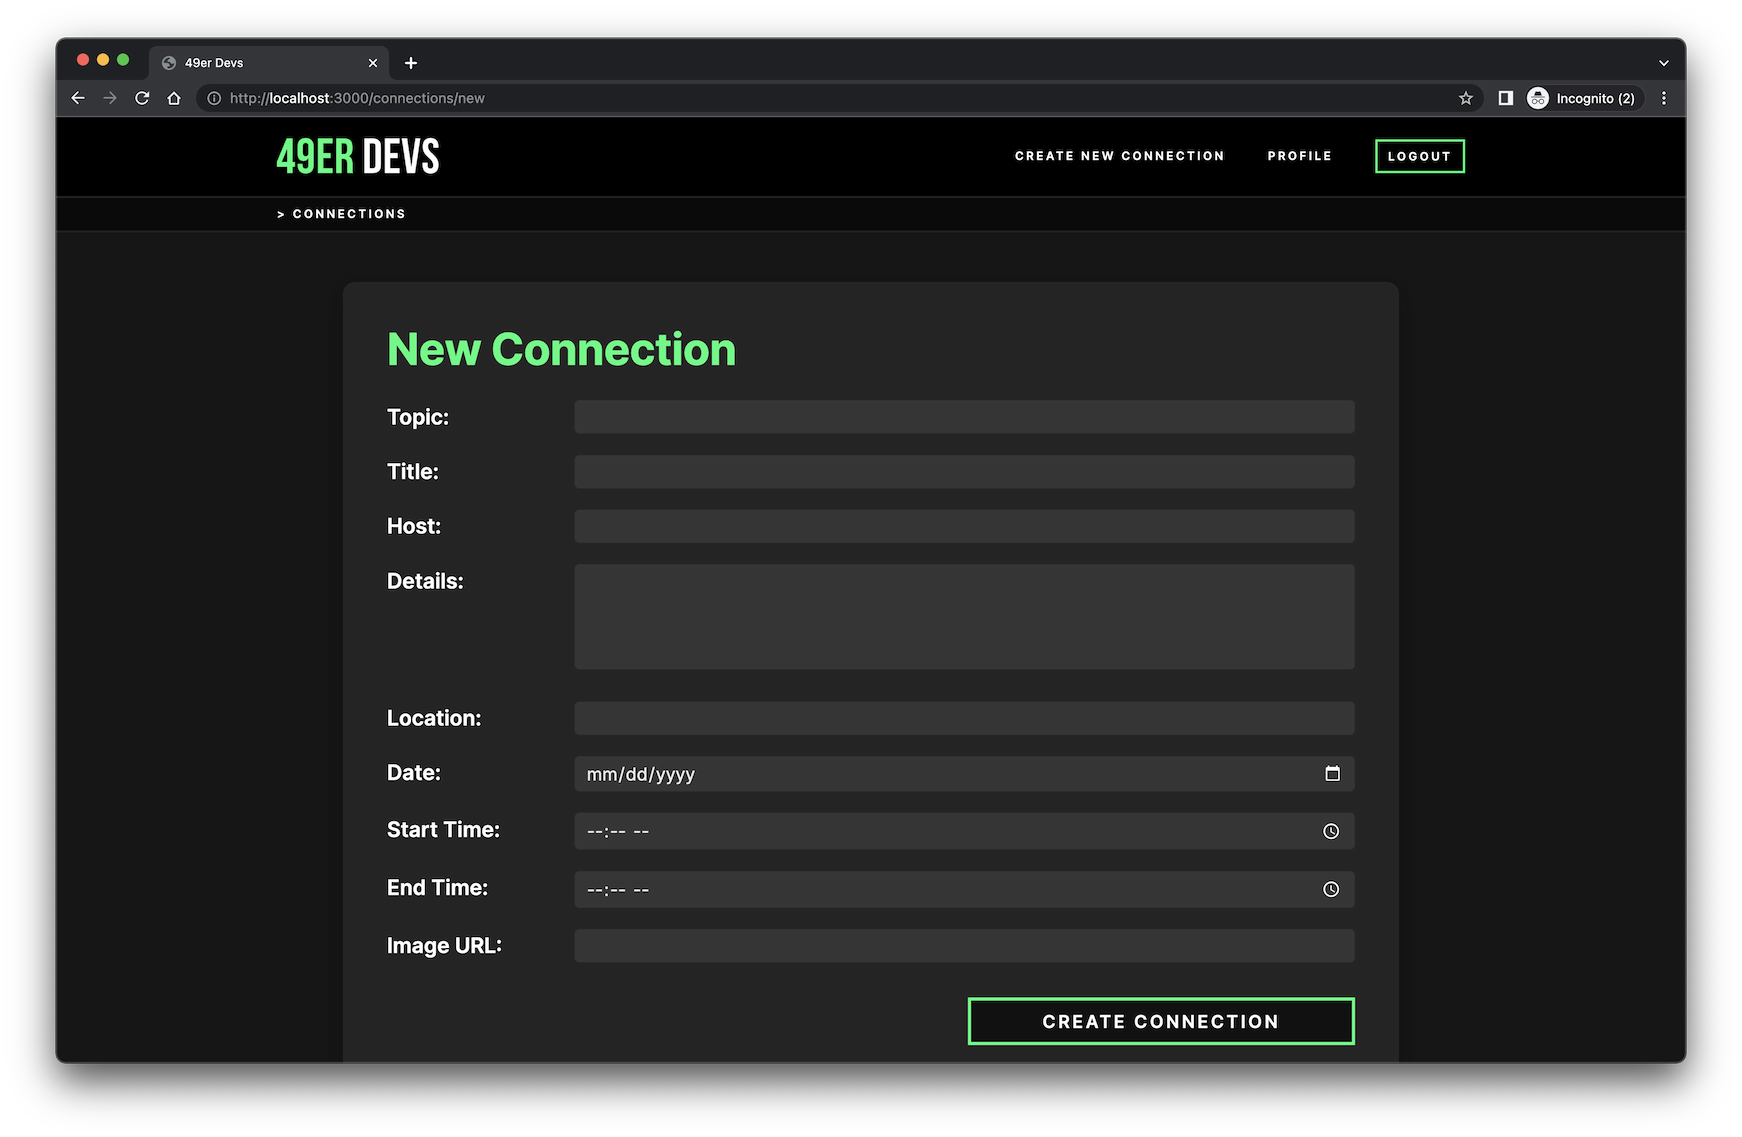 49er Devs
http://localhost:3000/connections/new
Incognito (2)
49ER DEVS
CREATE NEW CONNECTION
PROFILE
LOGOUT
> CONNECTIONS
New Connection
Topic:
Title:
Host:
Details:
Location:
Date:
mm/dd/yyyy
Start Time:
--:-- --
End Time:
--:-- --
Image URL:
CREATE CONNECTION